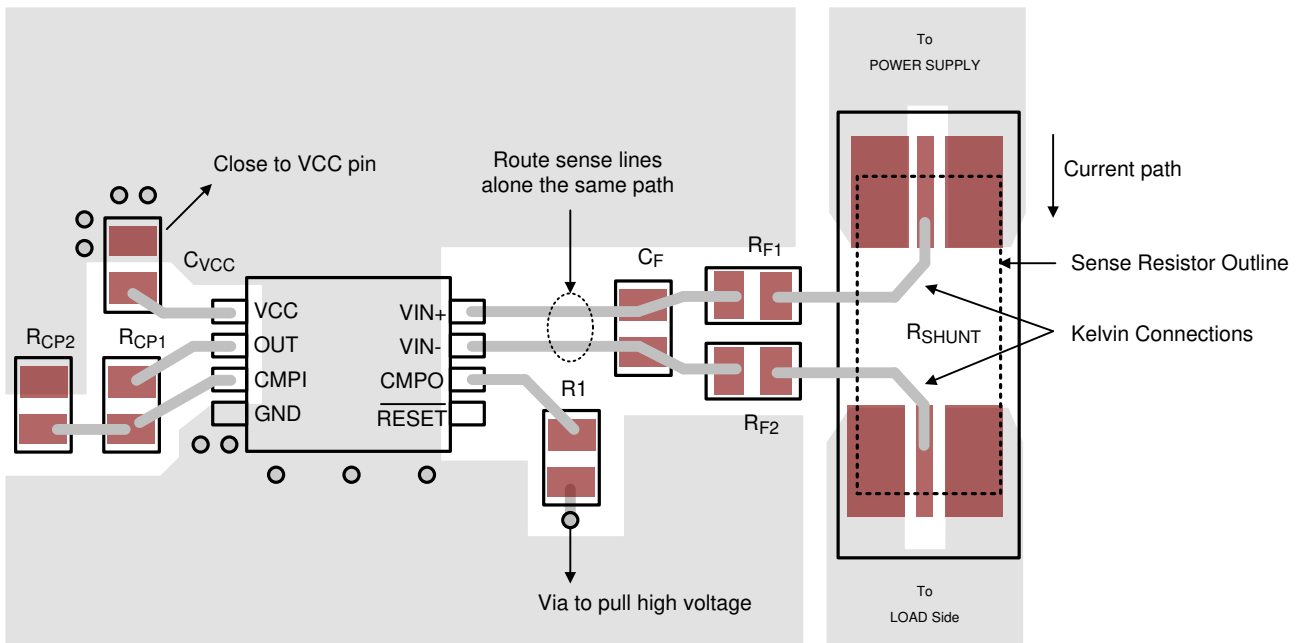 To
POWER SUPPLY
Close to VCC pin
Route sense lines
alone the same path
Current path
CVCC
CF
RF1
Sense Resistor Outline
VCC
VIN+
RCP2
RCP1
OUT
VIN-
RSHUNT
Kelvin Connections
CMPI
CMPO
R1
GND
RESET
RF2
To
LOAD Side
Via to pull high voltage